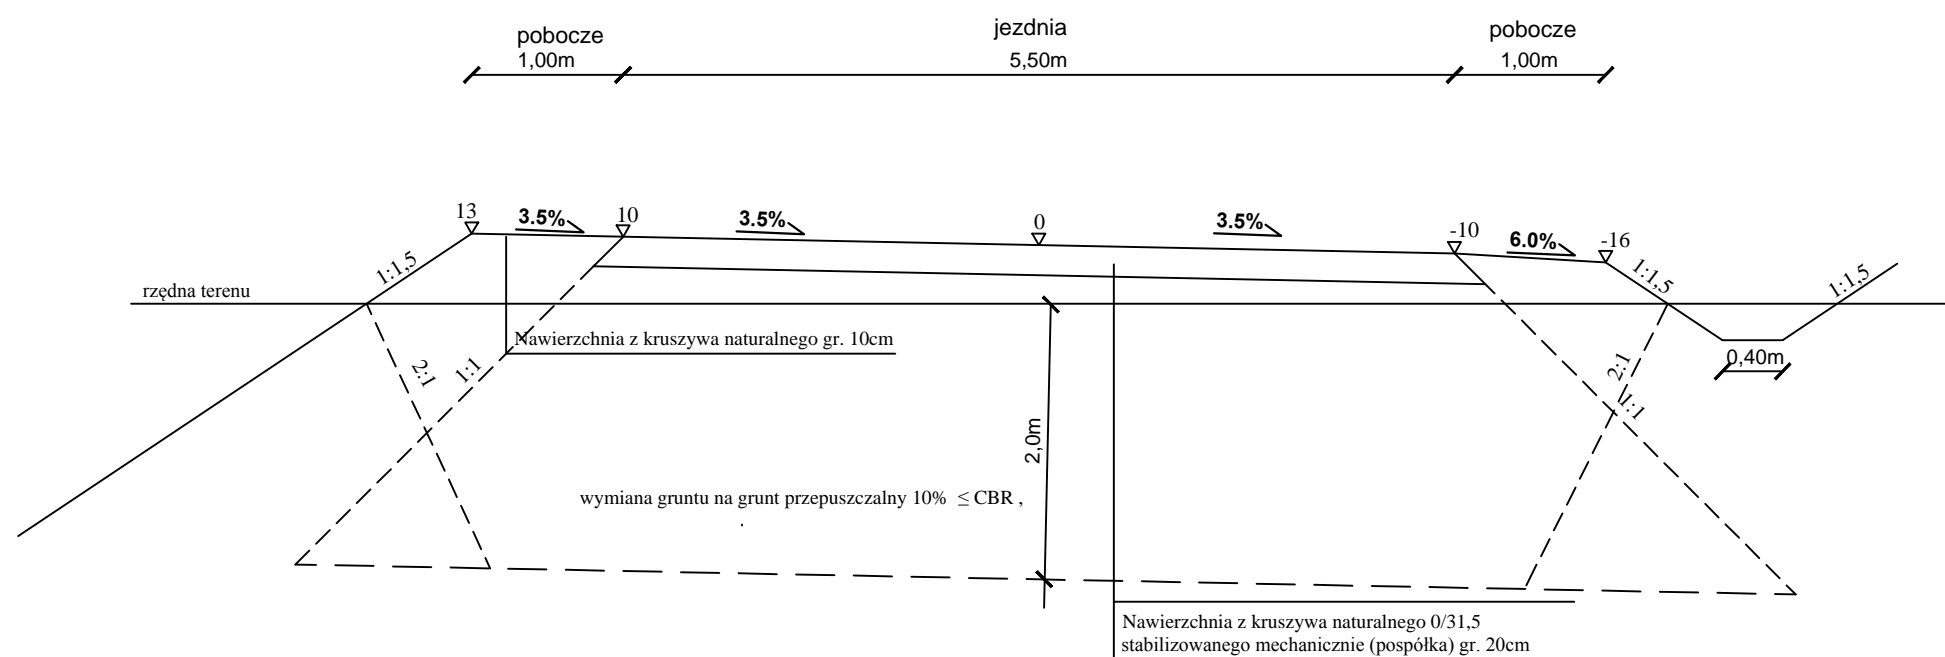 jezdnia
pobocze
pobocze
1,00m
5,50m
1,00m
13
3.5%
10
3.5%
0
3.5%
-10
6.0%
-16
1:1,5
1:1,5
1:1,5
rzędna terenu
Nawierzchnia z kruszywa naturalnego gr. 10cm
2:1
1:1
0,40m
2:1
1:1
2,0m
wymiana gruntu na grunt przepuszczalny 10% ≤ CBR ,
.
Nawierzchnia z kruszywa naturalnego 0/31,5
stabilizowanego mechanicznie (pospółka) gr. 20cm